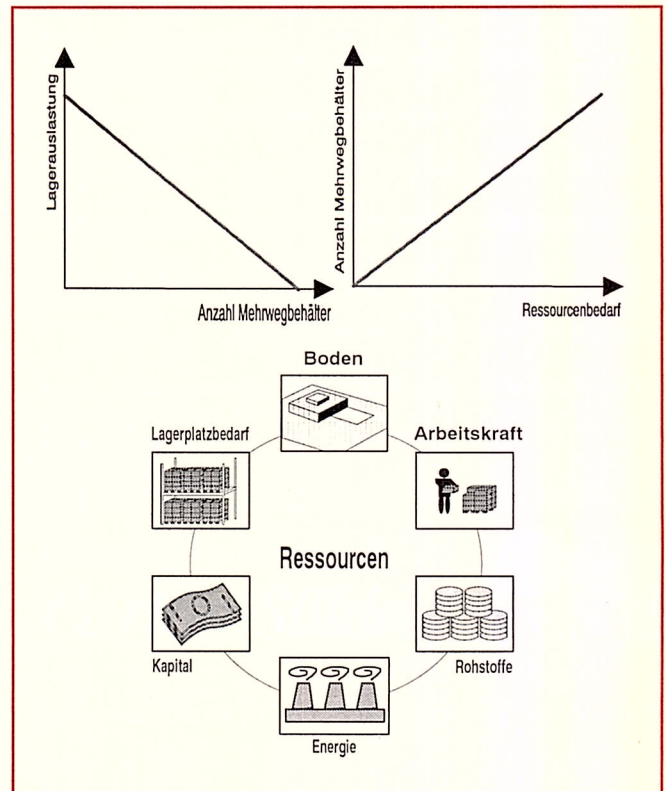 Lagerauslastung
Anzahl Mehrwegbehälter
Anzahl Mehrwegbehälter
Ressourcenbedarf
Boden
Lagerplatzbedarf
Arbeitskraft
Ressourcen
Kapital
Rohstoffe
Energie